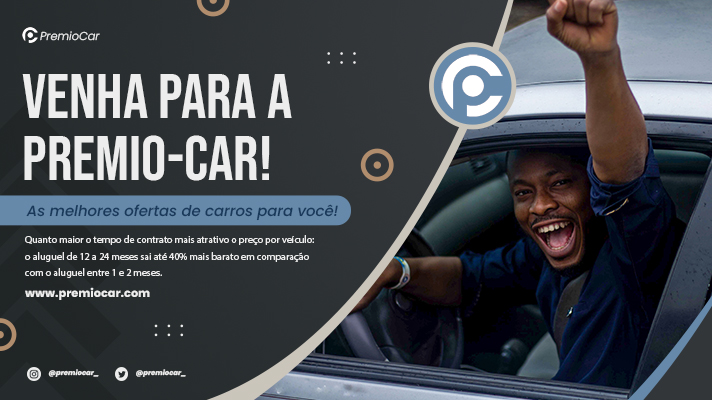 PremioCar
VENHA PARA A
PREMIO-CAR!
As melhores ofertas de carros para você!
Quanto maior o tempo de contrato mais atrativo o preço por veículo:
o aluguel de 12 a 24 meses sai até 40% mais barato em comparação
com o aluguel entre 1 e 2 meses.
www.premiocar.com
@premiocar_ @premiocar_